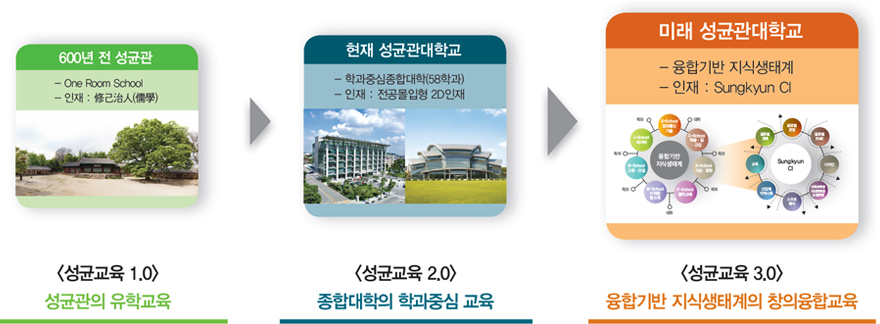 600년 전 성균관
- One Room School
- 인재 : 修己治人(儒學)
현재 성균관대학교
- 학과중심종합대학(58학과)
- 인재 : 전공몰입형 2D인재
미래 성균관대학교
- 융합기반 지식생태계
- 인재 : Sungkyun CI
융합기반
지식생태계
Sungkyun
CI
〈성균교육 1.0〉
성균관의 유학교육
〈성균교육 2.0〉
종합대학의 학과중심 교육
〈성균교육 3.0〉
융합기반 지식생태계의 창의융합교육